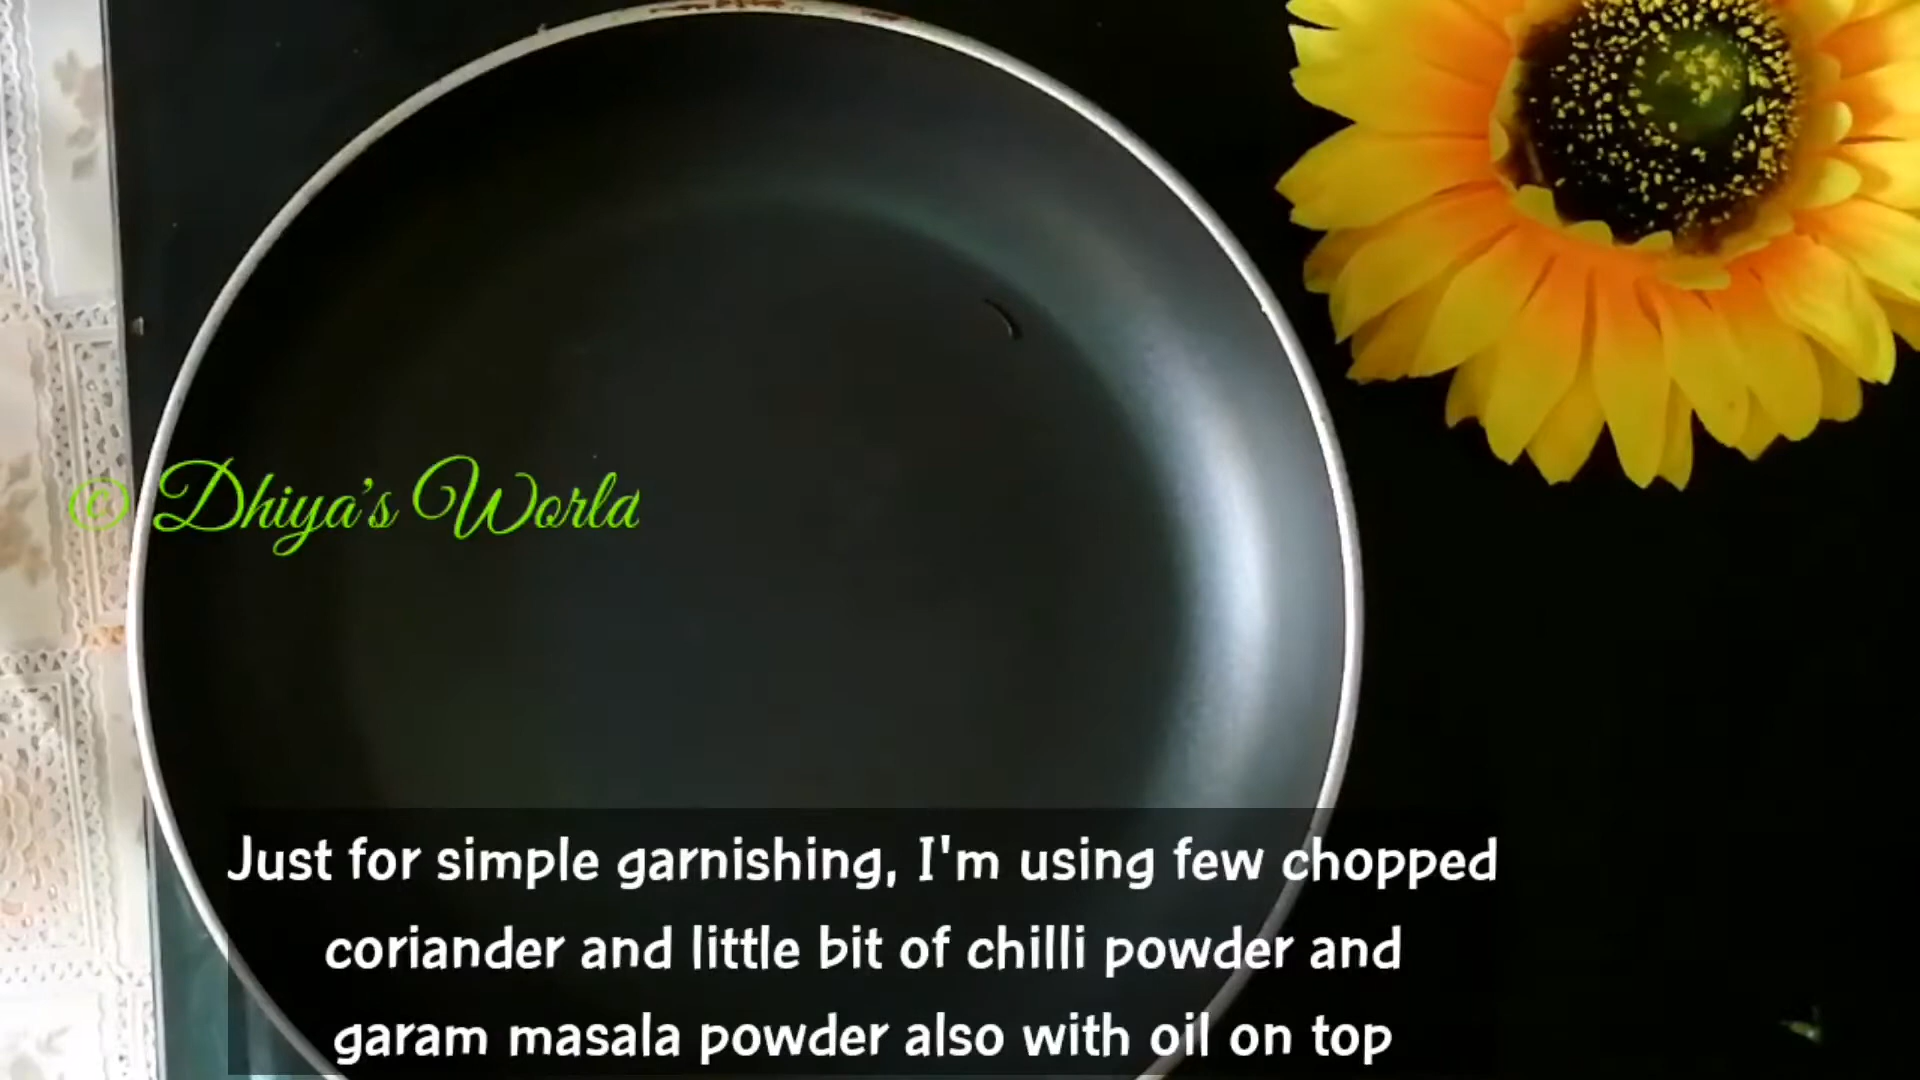 © Dhiya's World
Just for simple garnishing, I'm using few chopped
coriander and little bit of chilli powder and
garam masala powder also with oil on top